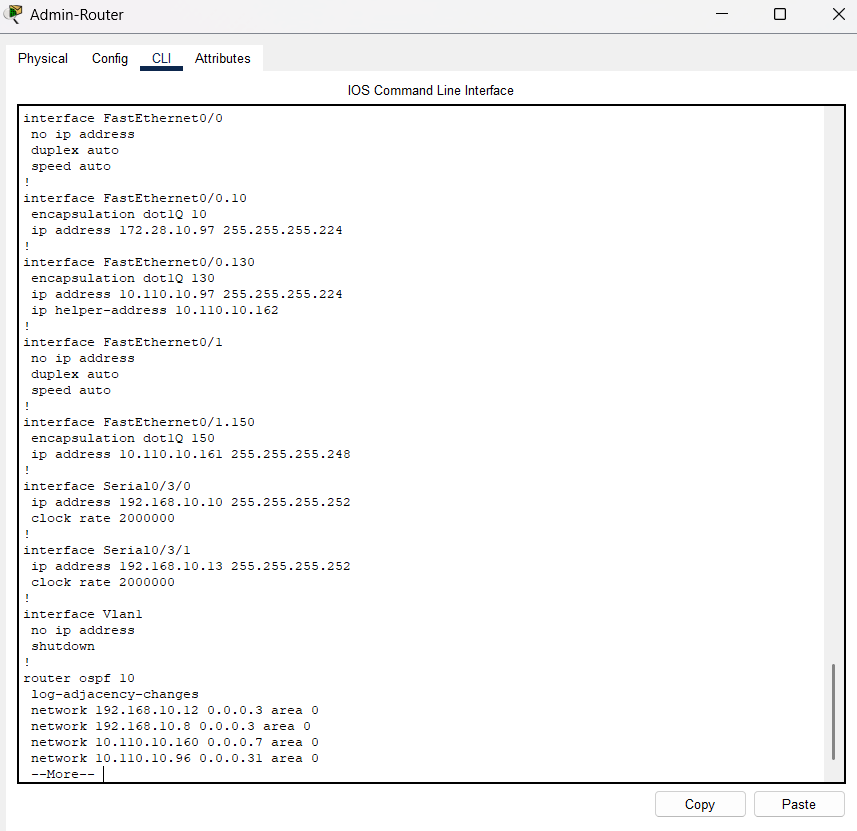 Admin-Router
Physical Config CLI Attributes
IOS Command Line Interface
interface FastEthernet0/0
 no ip address
 duplex auto
 speed auto
!
interface FastEthernet0/0.10
 encapsulation dot1Q 10
 ip address 172.28.10.97 255.255.255.224
!
interface FastEthernet0/0.130
 encapsulation dot1Q 130
 ip address 10.110.10.97 255.255.255.224
 ip helper-address 10.110.10.162
!
interface FastEthernet0/1
 no ip address
 duplex auto
 speed auto
!
interface FastEthernet0/1.150
 encapsulation dot1Q 150
 ip address 10.110.10.161 255.255.255.248
!
interface Serial0/3/0
 ip address 192.168.10.10 255.255.255.252
 clock rate 2000000
!
interface Serial0/3/1
 ip address 192.168.10.13 255.255.255.252
 clock rate 2000000
!
interface Vlan1
 no ip address
 shutdown
!
router ospf 10
 log-adjacency-changes
 network 192.168.10.12 0.0.0.3 area 0
 network 192.168.10.8 0.0.0.3 area 0
 network 10.110.10.160 0.0.0.7 area 0
 network 10.110.10.96 0.0.0.31 area 0
 --More--
Copy Paste